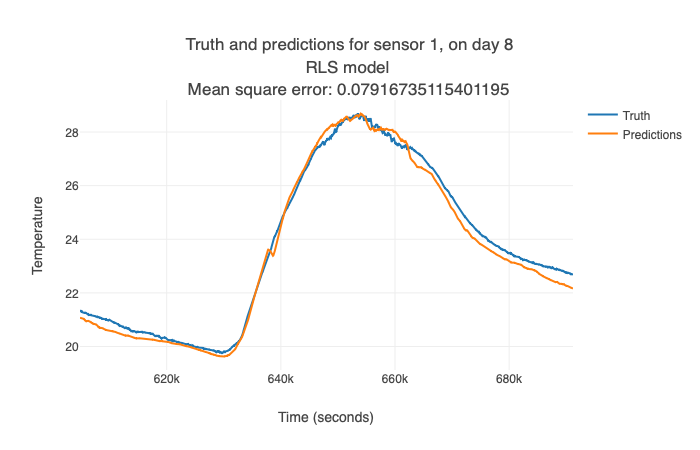 Truth and predictions for sensor 1, on day 8
RLS model
Mean square error: 0.07916735115401195
Truth
Predictions
Temperature
28
26
24
22
20
620k
640k
660k
680k
Time (seconds)